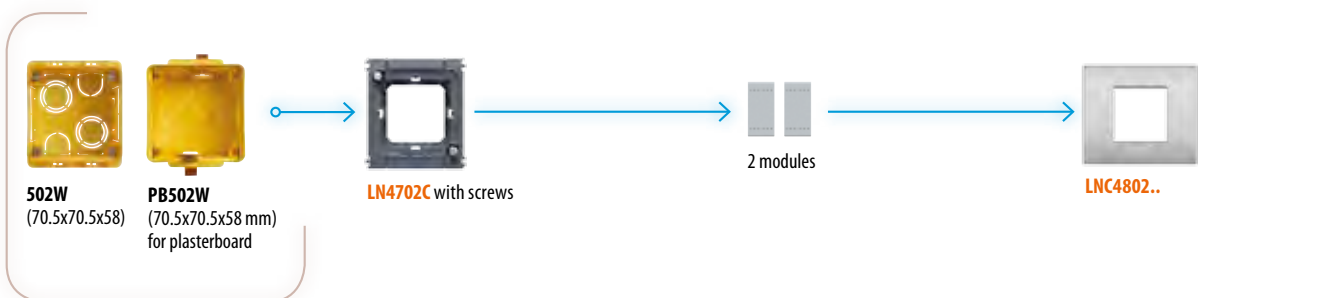 502W
(70.5x70.5x58)
PB502W
(70.5x70.5x58 mm)
for plasterboard
LN4702C with screws
2 modules
LNC4802..